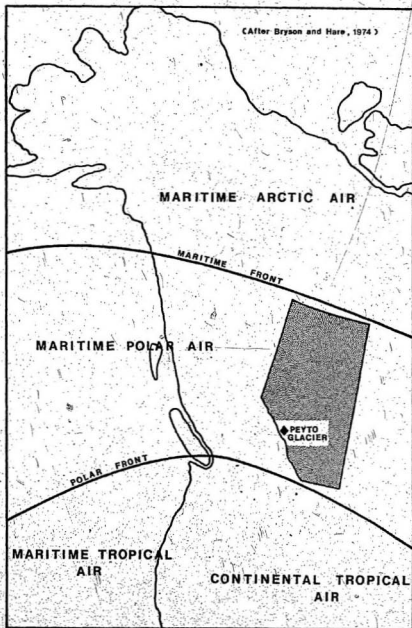 (After Bryson and Hare, 1974)
MARITIME ARCTIC AIR
MARITIME FRONT
MARITIME POLAR AIR
PEYTO
GLACIER
POLAR FRONT
MARITIME TROPICAL
AIR
CONTINENTAL TROPICAL
AIR